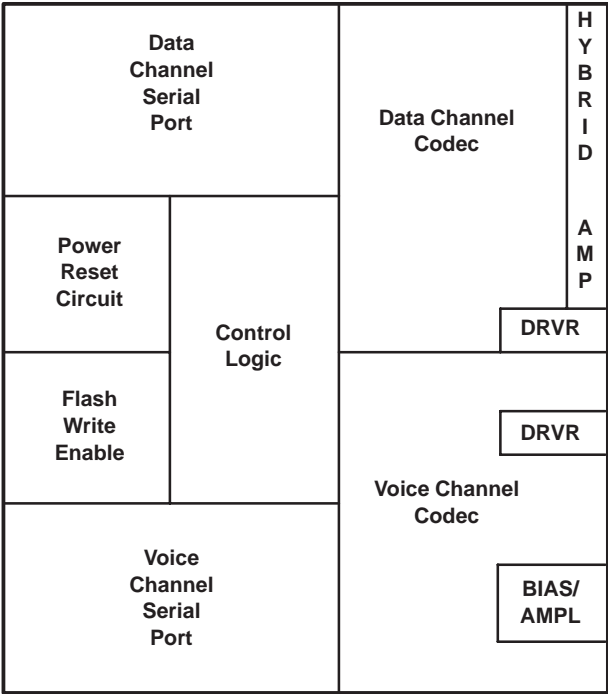 Data
Channel
Serial
Port
Data Channel
Codec
H
Y
B
R
I
D
A
M
P
Power
Reset
Circuit
Control
Logic
DRVR
Flash
Write
Enable
DRVR
Voice Channel
Codec
Voice
Channel
Serial
Port
BIAS/
AMPL